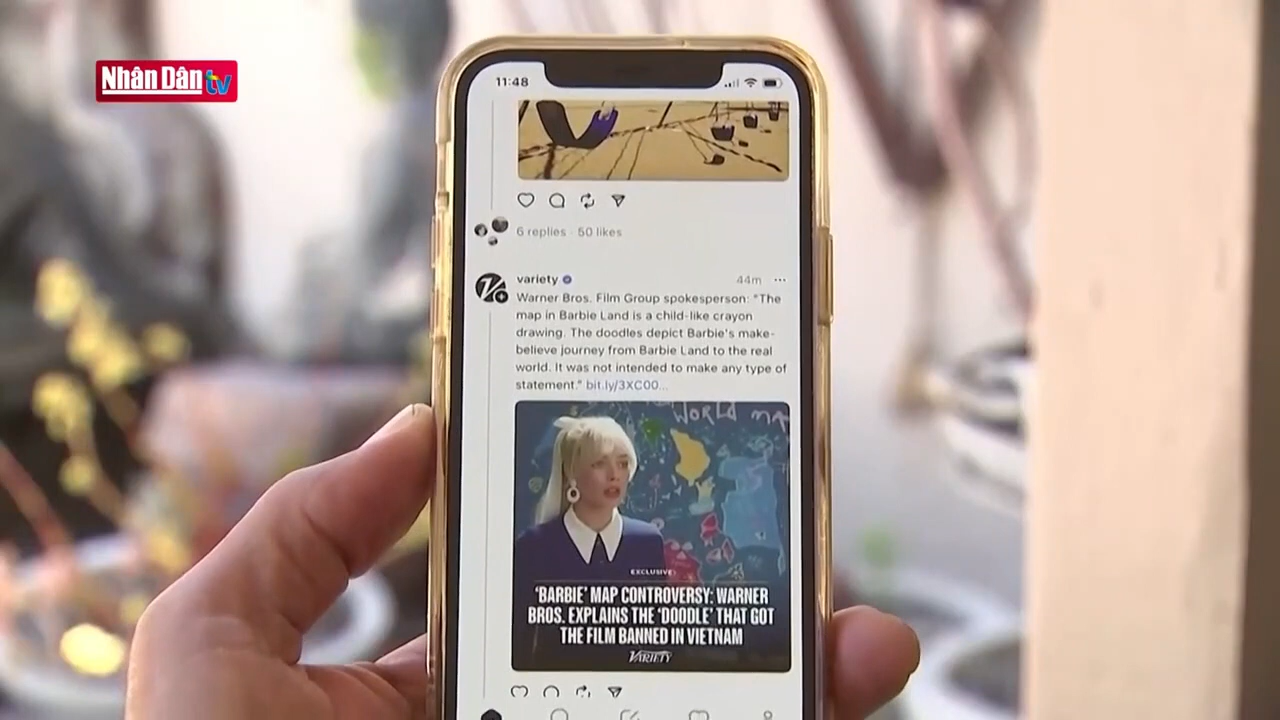 Nhân Dân tv
11:48
6 replies · 50 likes
variety
44m
Warner Bros. Film Group spokesperson: "The
map in Barbie Land is a child-like crayon
drawing. The doodles depict Barbie's make-
believe journey from Barbie Land to the real
world. It was not intended to make any type of
statement." bit.ly/3XC00...
WORLD MA
EXCLUSIVE
'BARBIE' MAP CONTROVERSY: WARNER
BROS. EXPLAINS THE 'DOODLE' THAT GOT
THE FILM BANNED IN VIETNAM
VARIETY